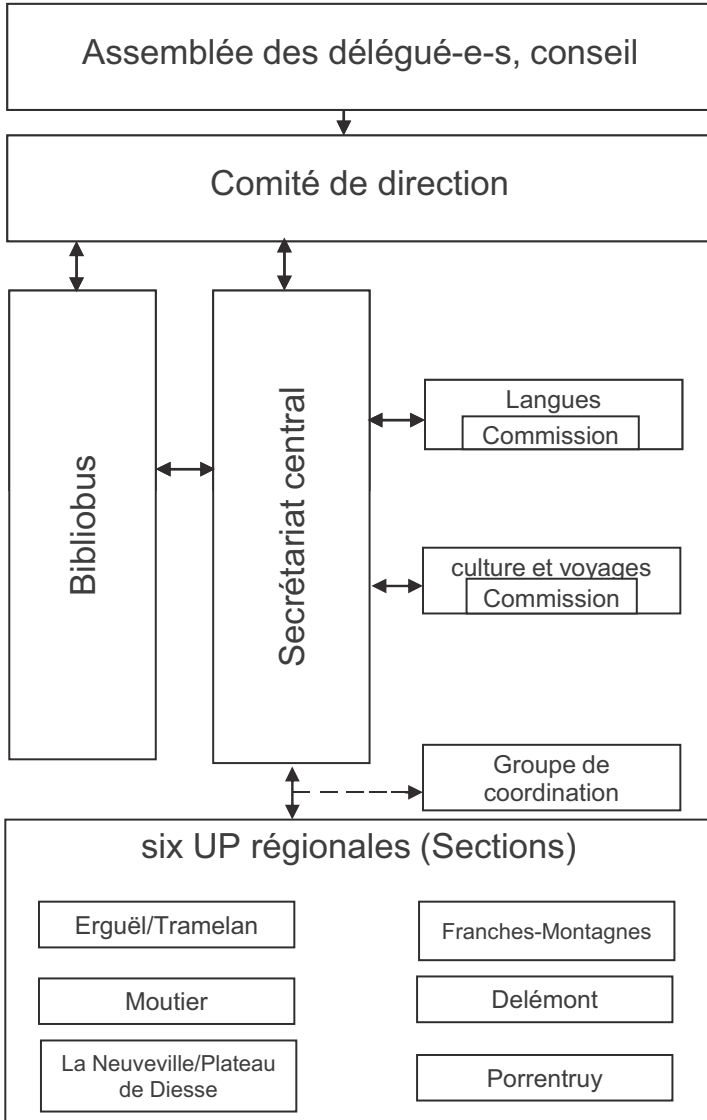 Assemblée des délégué-e-s, conseil
Comité de direction
Bibliobus
Secrétariat central
Langues
Commission
culture et voyages
Commission
Groupe de
coordination
six UP régionales (Sections)
Erguël/Tramelan
Franches-Montagnes
Moutier
Delémont
La Neuveville/Plateau
de Diesse
Porrentruy